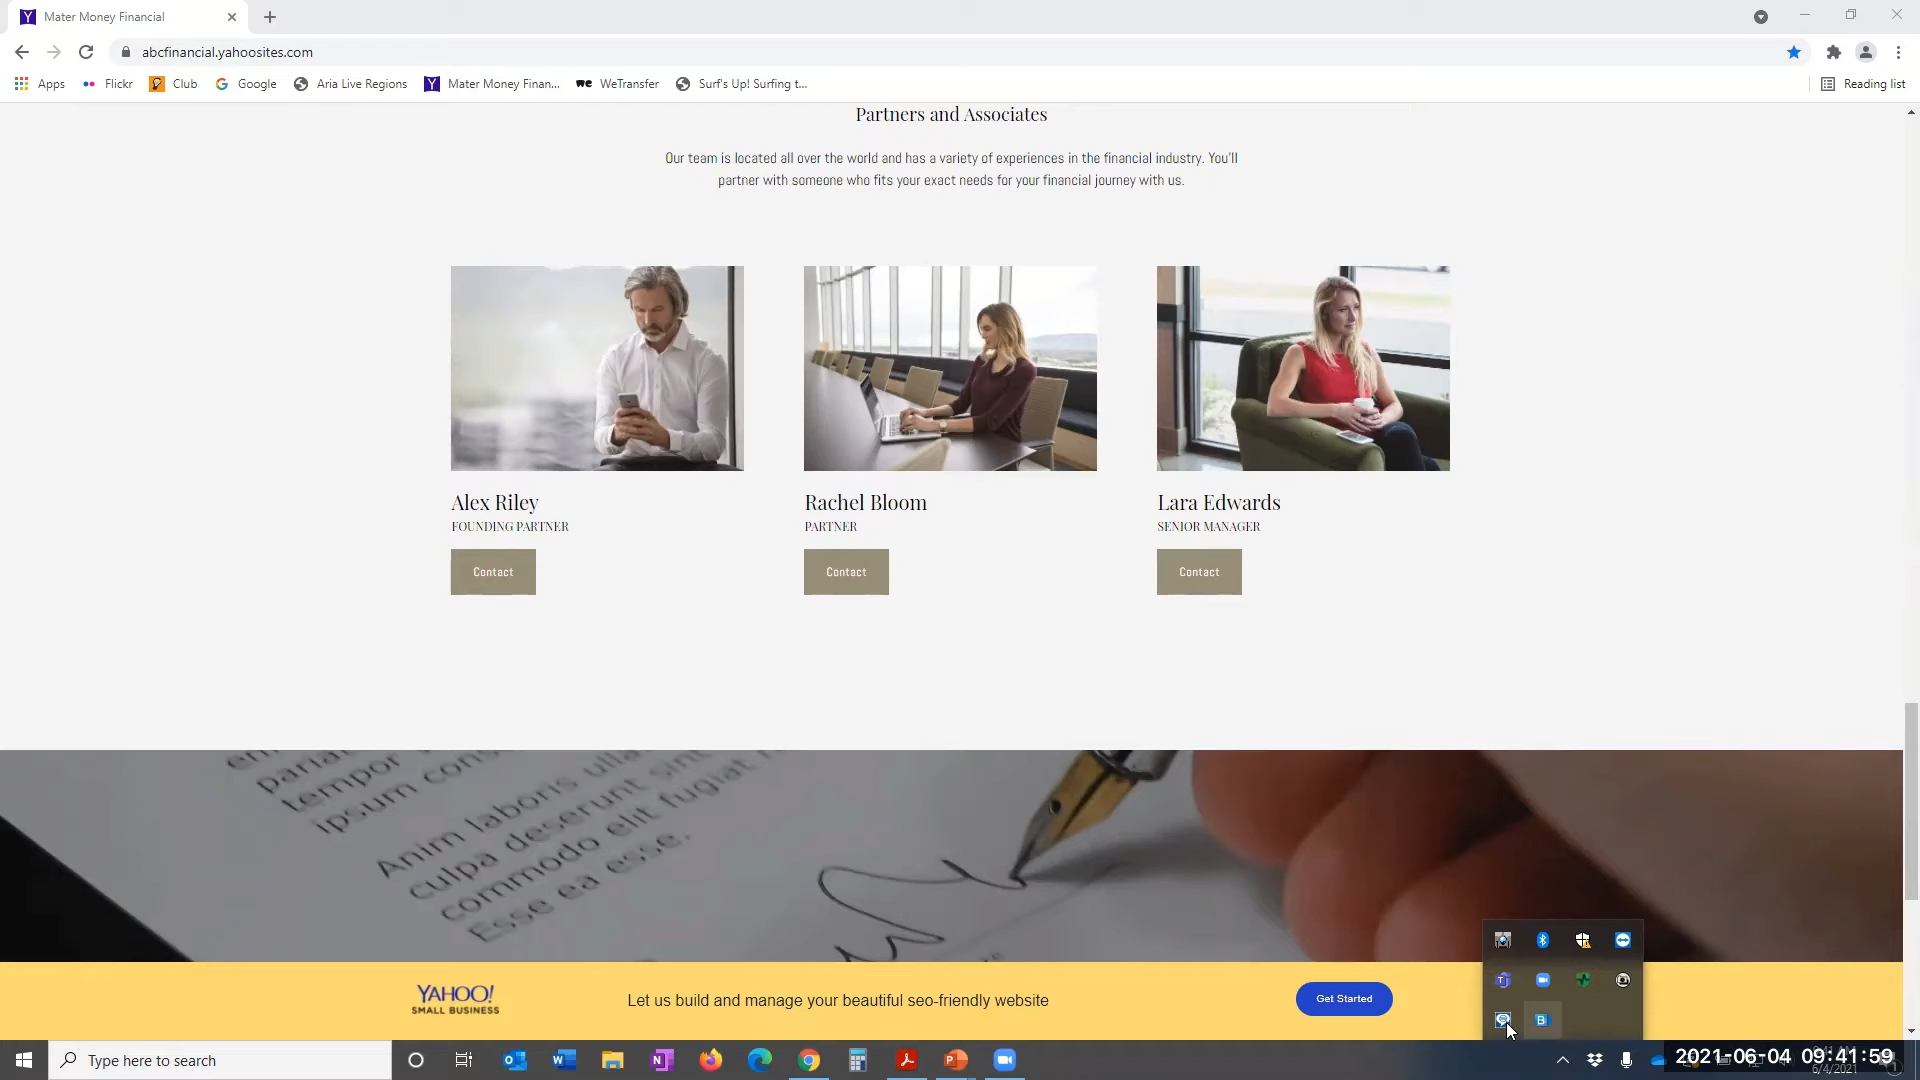 Mater Money Financial
abcfinancial.yahoosites.com
Apps Flickr Club Google Aria Live Regions Mater Money Finan... WeTransfer Surf's Up! Surfing t... Reading list
Partners and Associates
Our team is located all over the world and has a variety of experiences in the financial industry. You'll
partner with someone who fits your exact needs for your financial journey with us.
Alex Riley
FOUNDING PARTNER
Contact
Rachel Bloom
PARTNER
Contact
Lara Edwards
SENIOR MANAGER
Contact
tempor
ipsum
Anim laboris
culpa deserunt sint
commodo elit fugiat
Esse ea esse.
YAHOO!
SMALL BUSINESS
Let us build and manage your beautiful seo-friendly website
Get Started
Type here to search
2021-06-04 09:41:59
6/4/2021